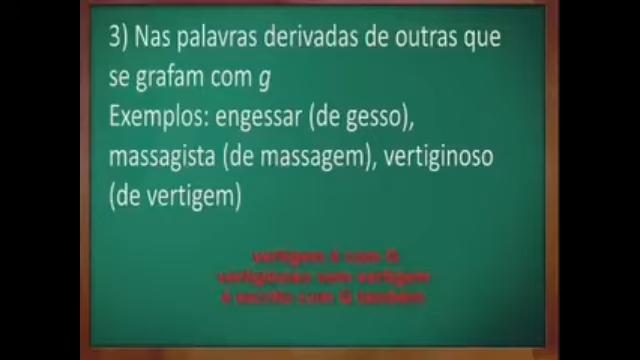 3) Nas palavras derivadas de outras que
se grafam com g
Exemplos: engessar (de gesso),
massagista (de massagem), vertiginoso
(de vertigem)
vertigem é com G
vertiginoso vem vertigem
é escrito com G também